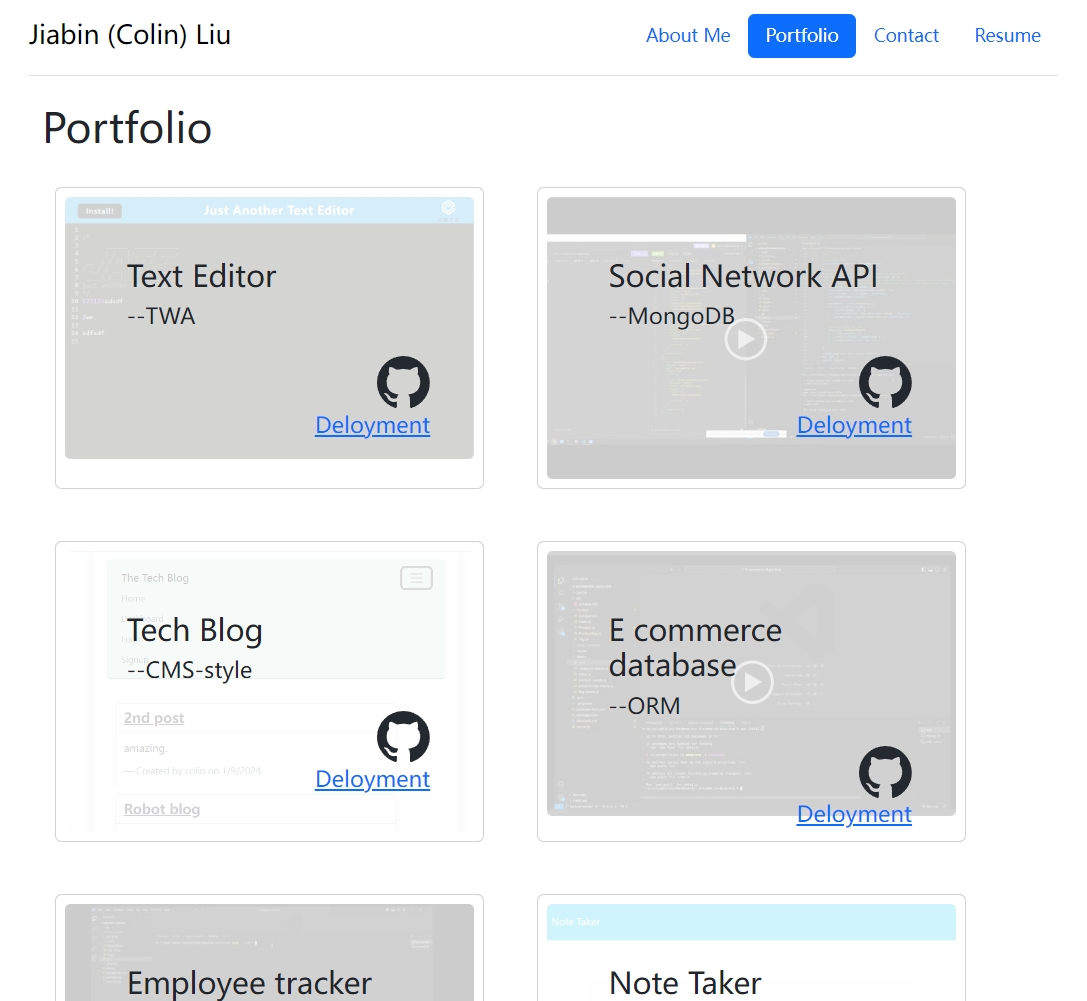 Jiabin (Colin) Liu
About Me
Portfolio
Contact
Resume
Portfolio
Install!
Just Another Text Editor
Text Editor
--TWA
Deloyment
Social Network API
--MongoDB
Deloyment
The Tech Blog
Home
Tech Blog
--CMS-style
2nd post
amazing.
— Created by colin on 1/9/2024.
Deloyment
Robot blog
E commerce
database
--ORM
Deloyment
Employee tracker
Note Taker
Note Taker